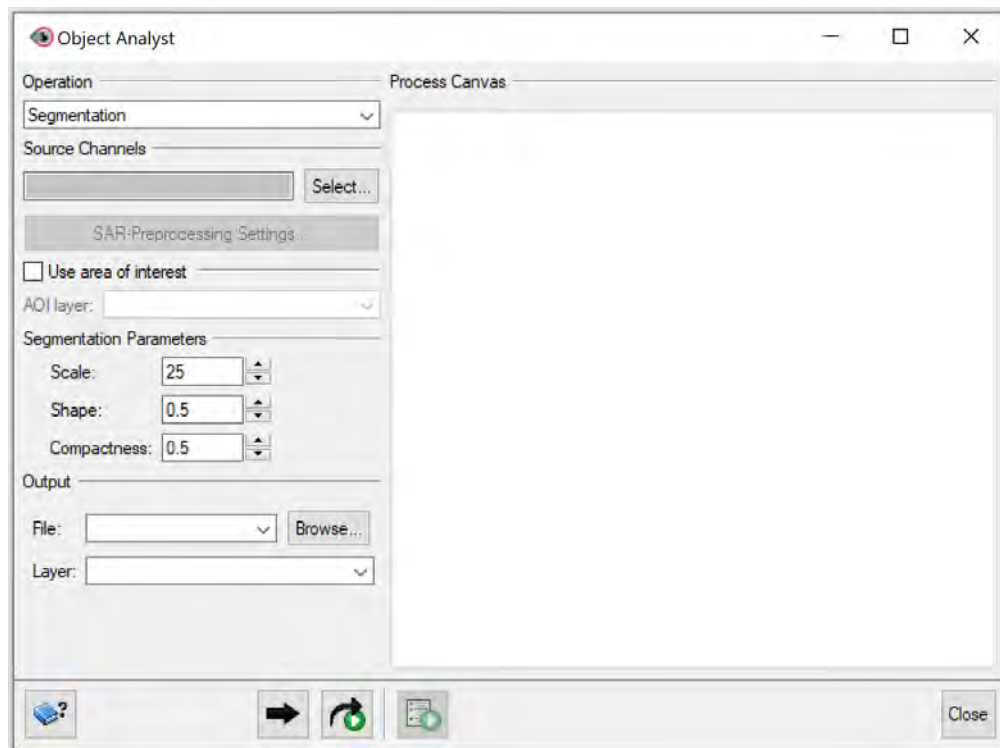 Object Analyst
Operation
Process Canvas
Segmentation
Source Channels
Select...
SAR-Preprocessing Settings...
Use area of interest
AOI layer:
Segmentation Parameters
Scale: 25
Shape: 0.5
Compactness: 0.5
Output
File:
Browse...
Layer:
?
Close